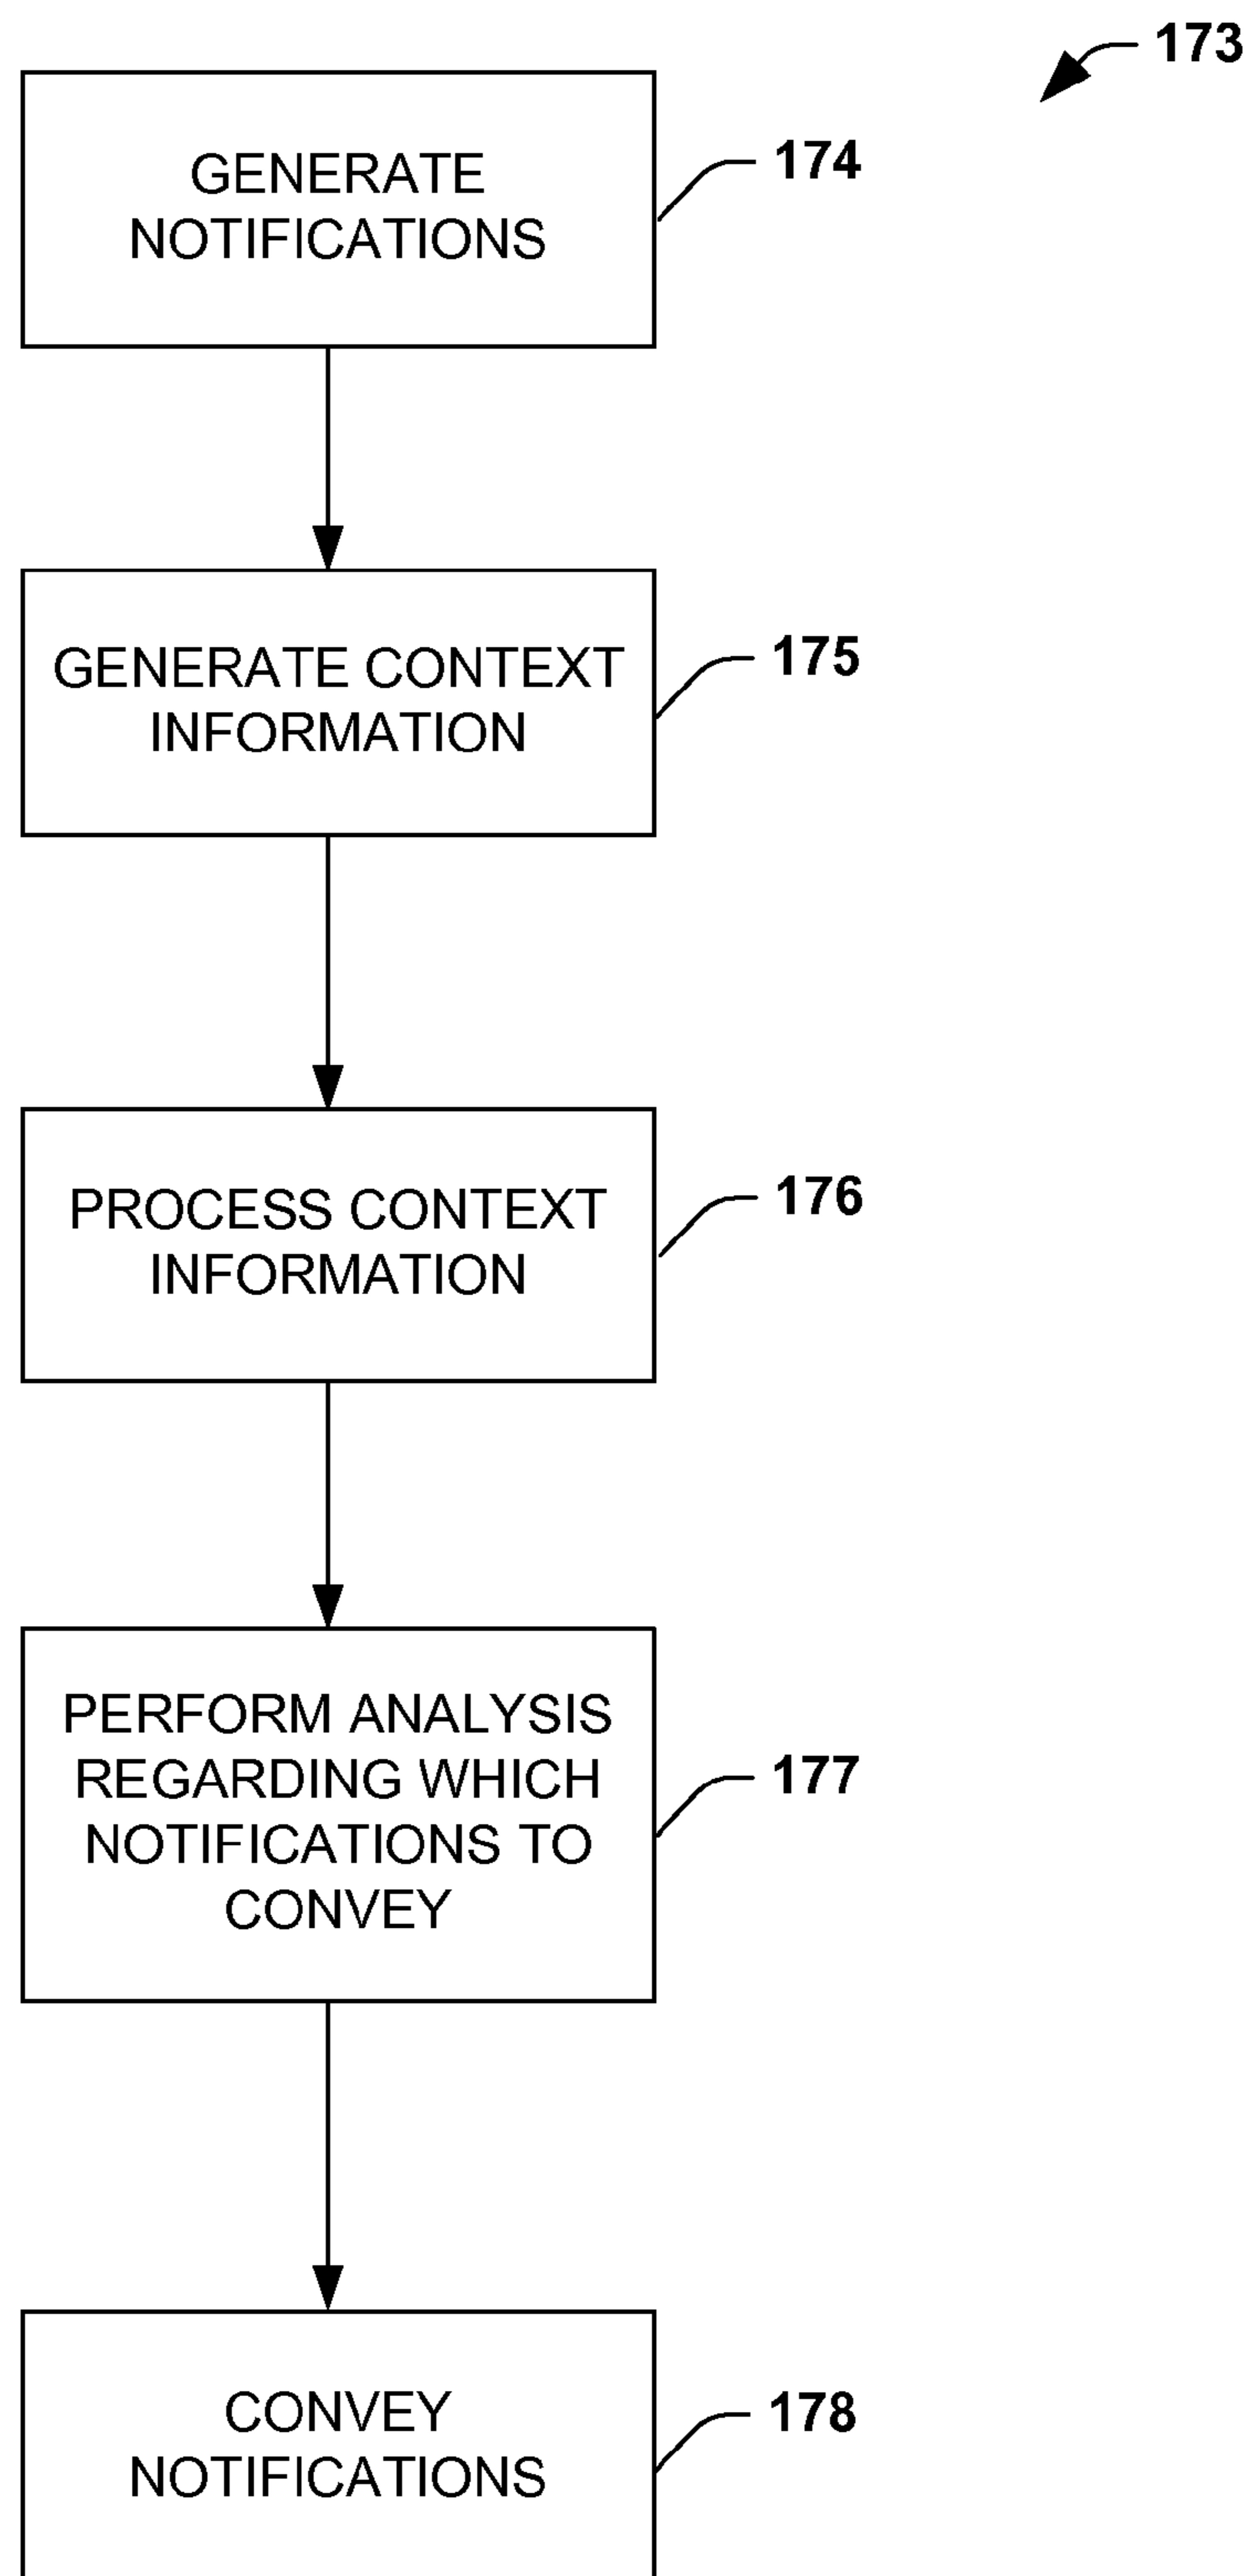 173
GENERATE
NOTIFICATIONS
174
GENERATE CONTEXT
INFORMATION
175
PROCESS CONTEXT
INFORMATION
176
PERFORM ANALYSIS
REGARDING WHICH
NOTIFICATIONS TO
CONVEY
177
CONVEY
NOTIFICATIONS
178